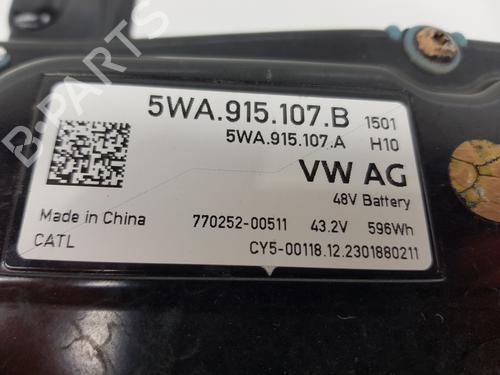 B-PARTS
5WA.915.107.B 1501
5WA.915.107.A H10
VW AG
48V Battery
Made in China 770252-00511 43.2V 596Wh
CATL CY5-00118.12.2301880211